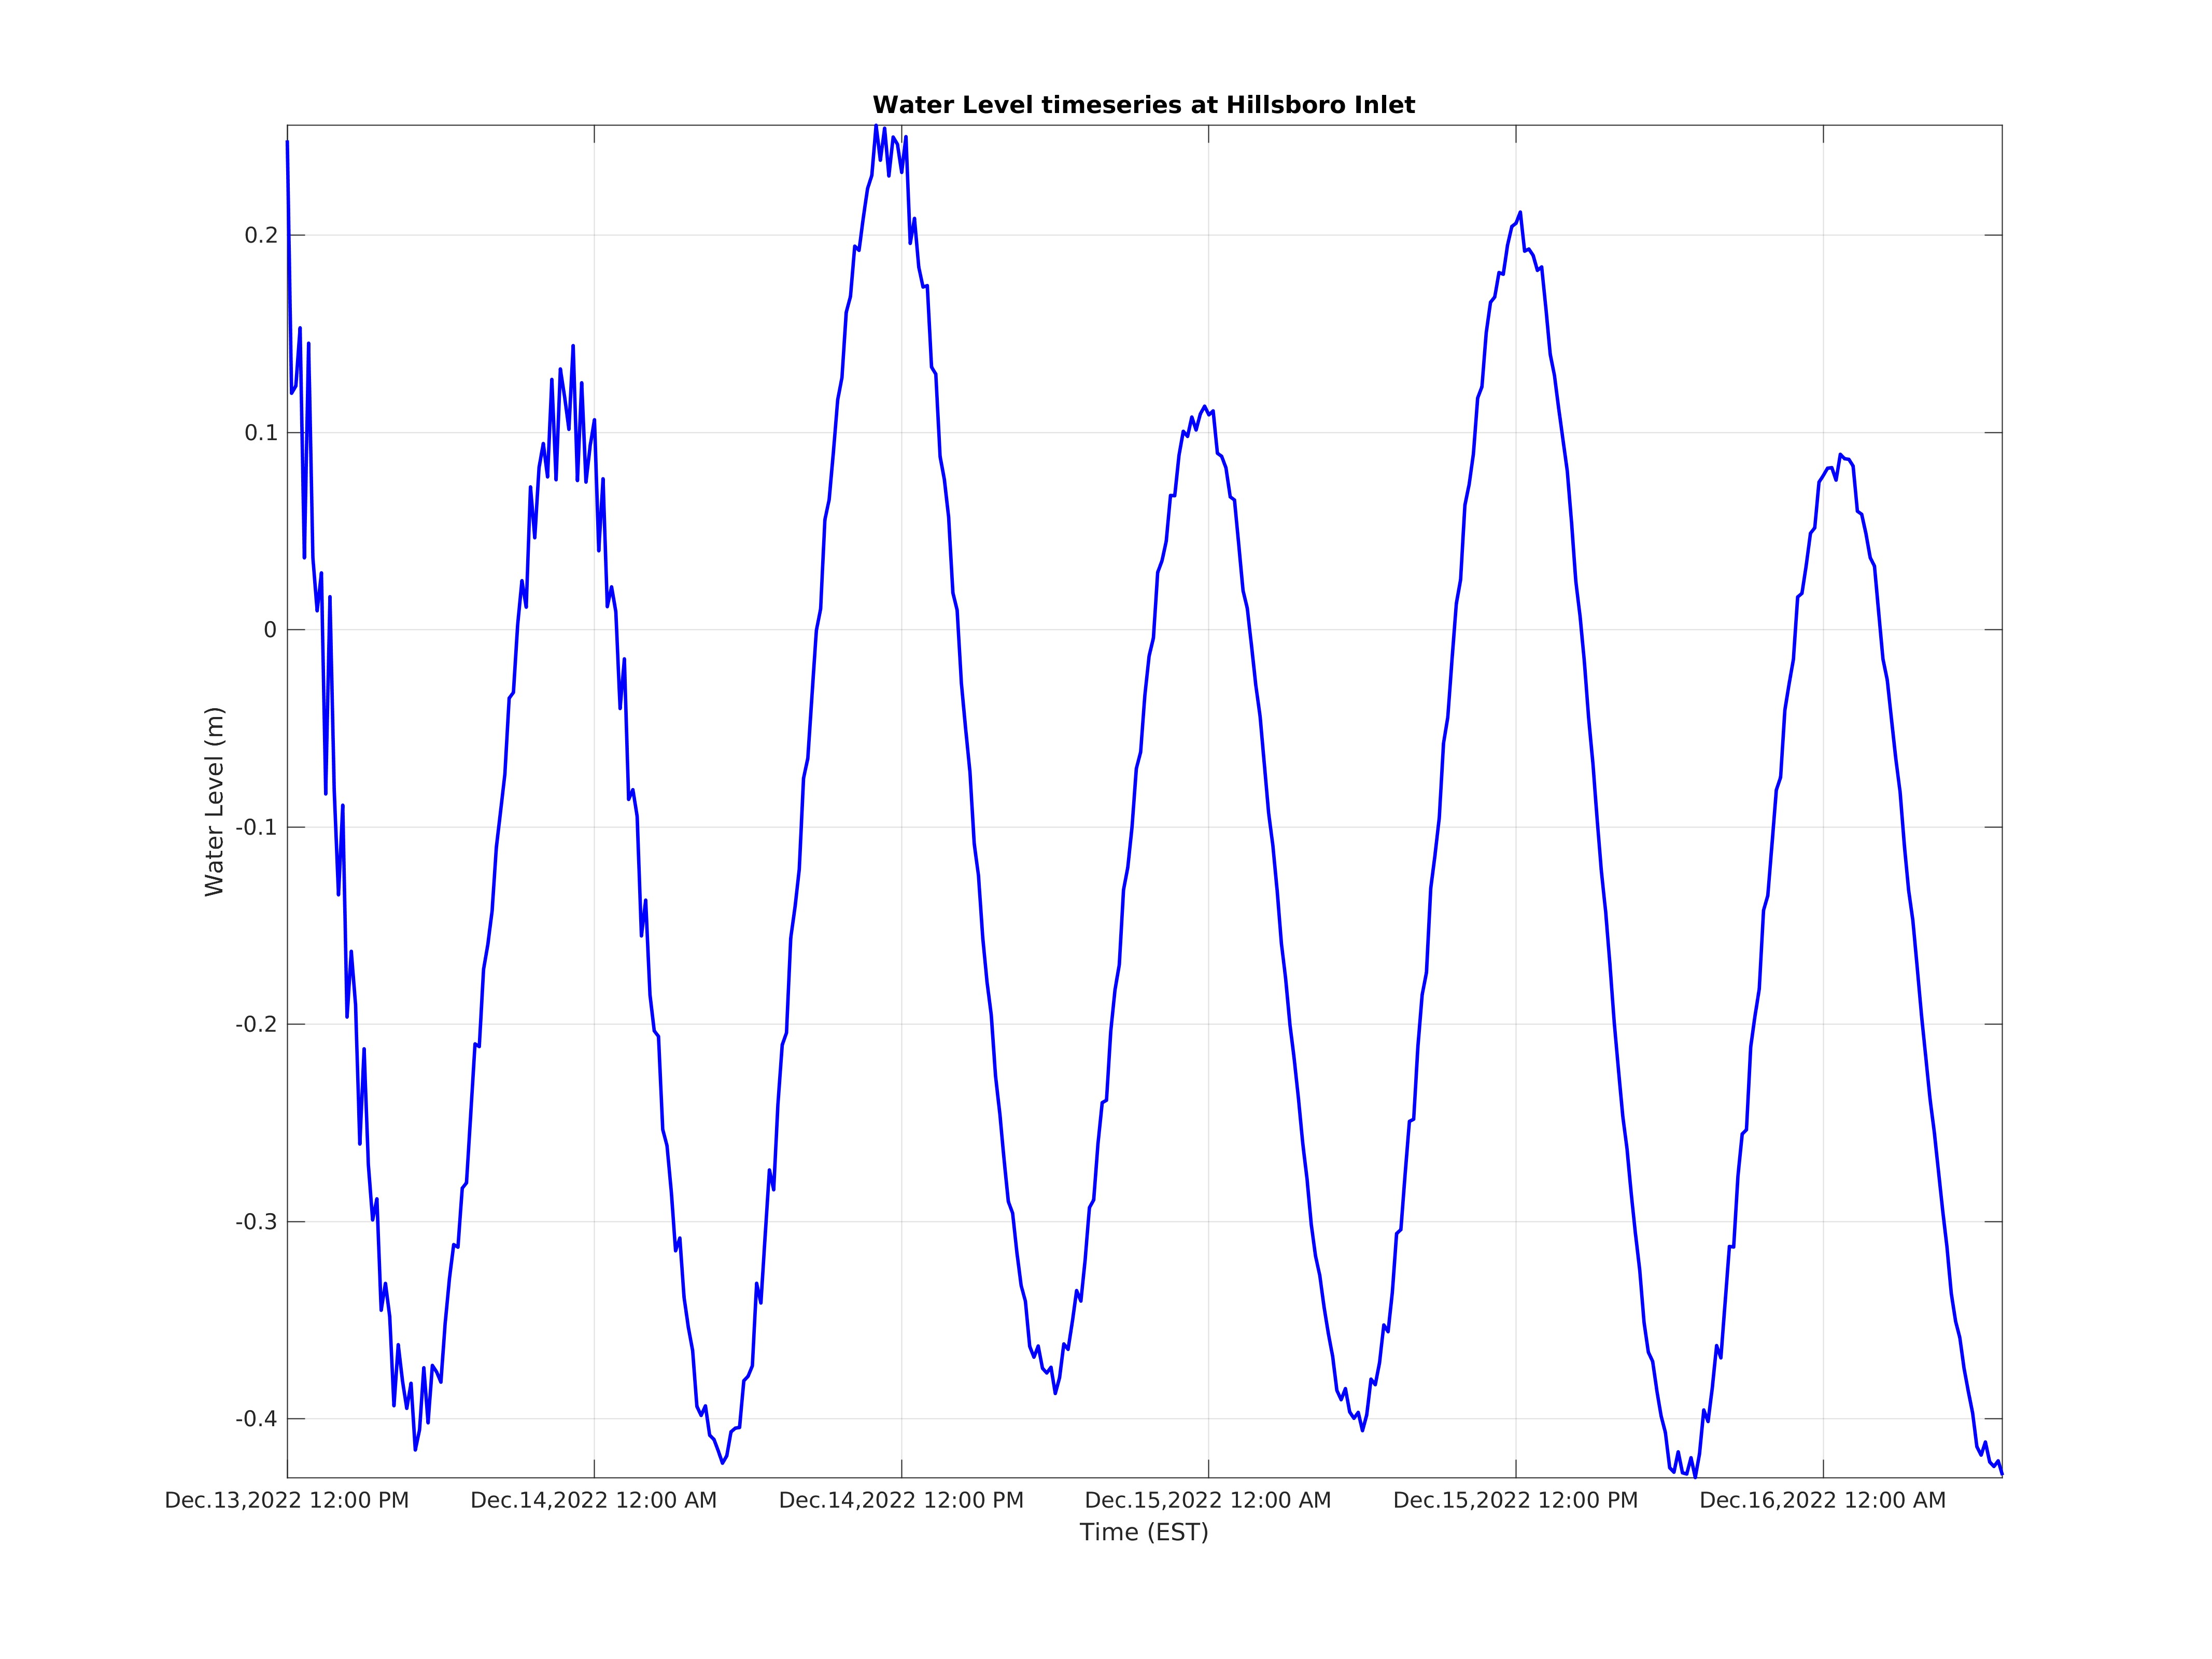 Water Level timeseries at Hillsboro Inlet
0.2
0.1
0
-0.1
-0.2
-0.3
-0.4
Water Level (m)
Dec.13,2022 12:00 PM
Dec.14,2022 12:00 AM
Dec.14,2022 12:00 PM
Dec.15,2022 12:00 AM
Dec.15,2022 12:00 PM
Dec.16,2022 12:00 AM
Time (EST)